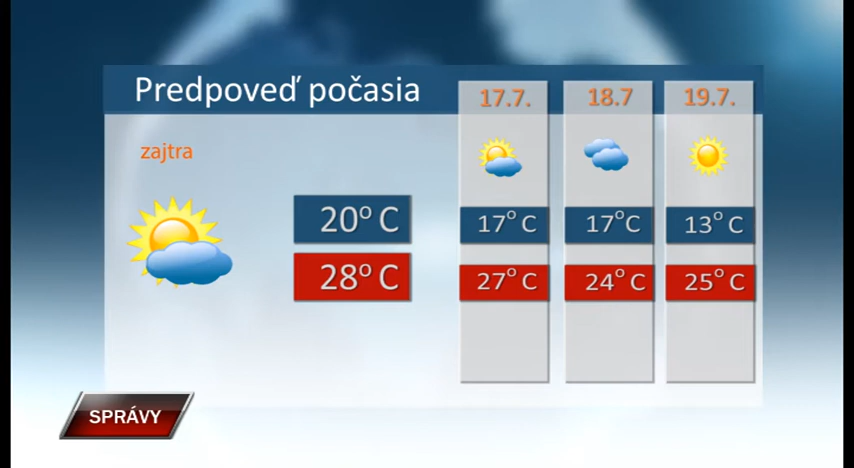 Predpoveď počasia
zajtra
20° C
28° C
17.7.
17° C
27° C
18.7
17°C
24° C
19.7.
13° C
25° C
SPRÁVY